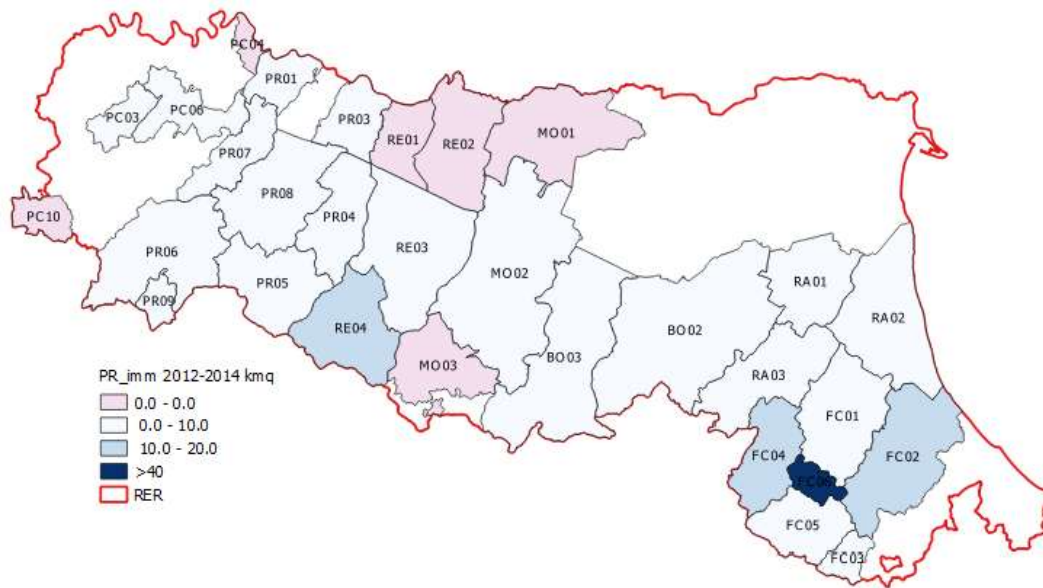 PC04
PR01
PC03
PC06
PR03
RE01
RE02
MO01
PR07
PR08
PR04
PC10
PR06
RE03
MO02
PR05
PR09
RA01
RE04
BO02
RA02
MO03
BO03
RA03
FC01
FC04
FC02
FC05
FC03
PR_imm 2012-2014 kmq
0.0 - 0.0
0.0 - 10.0
10.0 - 20.0
>40
RER